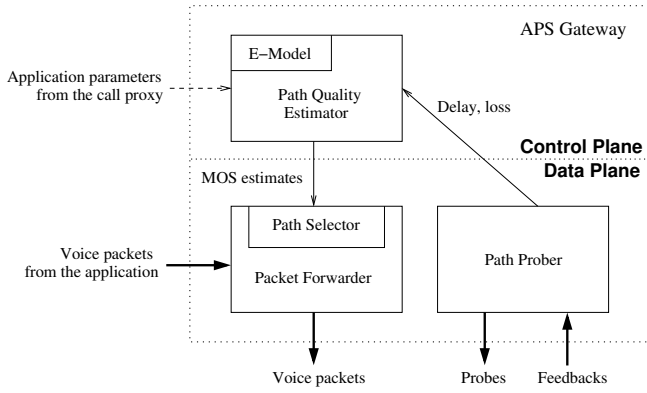 APS Gateway
E−Model
Application parameters
from the call proxy
Path Quality
Estimator
Delay, loss
Control Plane
Data Plane
MOS estimates
Path Selector
Voice packets
from the application
Packet Forwarder
Path Prober
Voice packets
Probes
Feedbacks